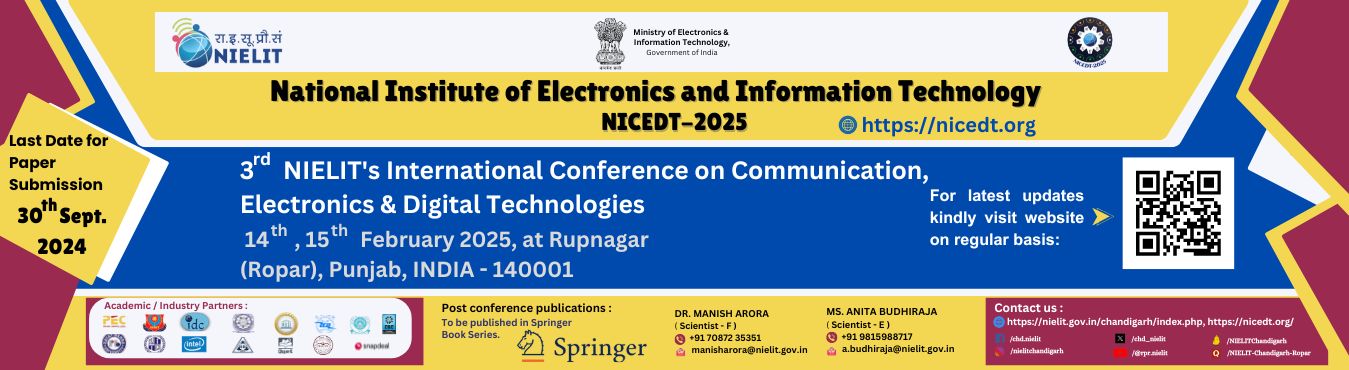 रा.इ.सू.प्रौ.सं
NIELIT
Ministry of Electronics &
Information Technology,
Government of India
NICEDT-2025
National Institute of Electronics and Information Technology
NICEDT-2025
https://nicedt.org
Last Date for
Paper
Submission
30th Sept.
2024
3rd NIELIT's International Conference on Communication,
Electronics & Digital Technologies
14th , 15th February 2025, at Rupnagar
(Ropar), Punjab, INDIA - 140001
For latest updates
kindly visit website
on regular basis:
Academic / Industry Partners :
PEC
idc
intel
snapdeal
Post conference publications :
To be published in Springer
Book Series.
Springer
DR. MANISH ARORA
( Scientist - F )
+91 70872 35351
manisharora@nielit.gov.in
MS. ANITA BUDHIRAJA
( Scientist - E )
+91 9815988717
a.budhiraja@nielit.gov.in
Contact us :
https://nielit.gov.in/chandigarh/index.php, https://nicedt.org/
/chd.nielit
/chd_nielit
/NIELITChandigarh
/nielitchandigarh
/@rpr.nielit
/NIELIT-Chandigarh-Ropar